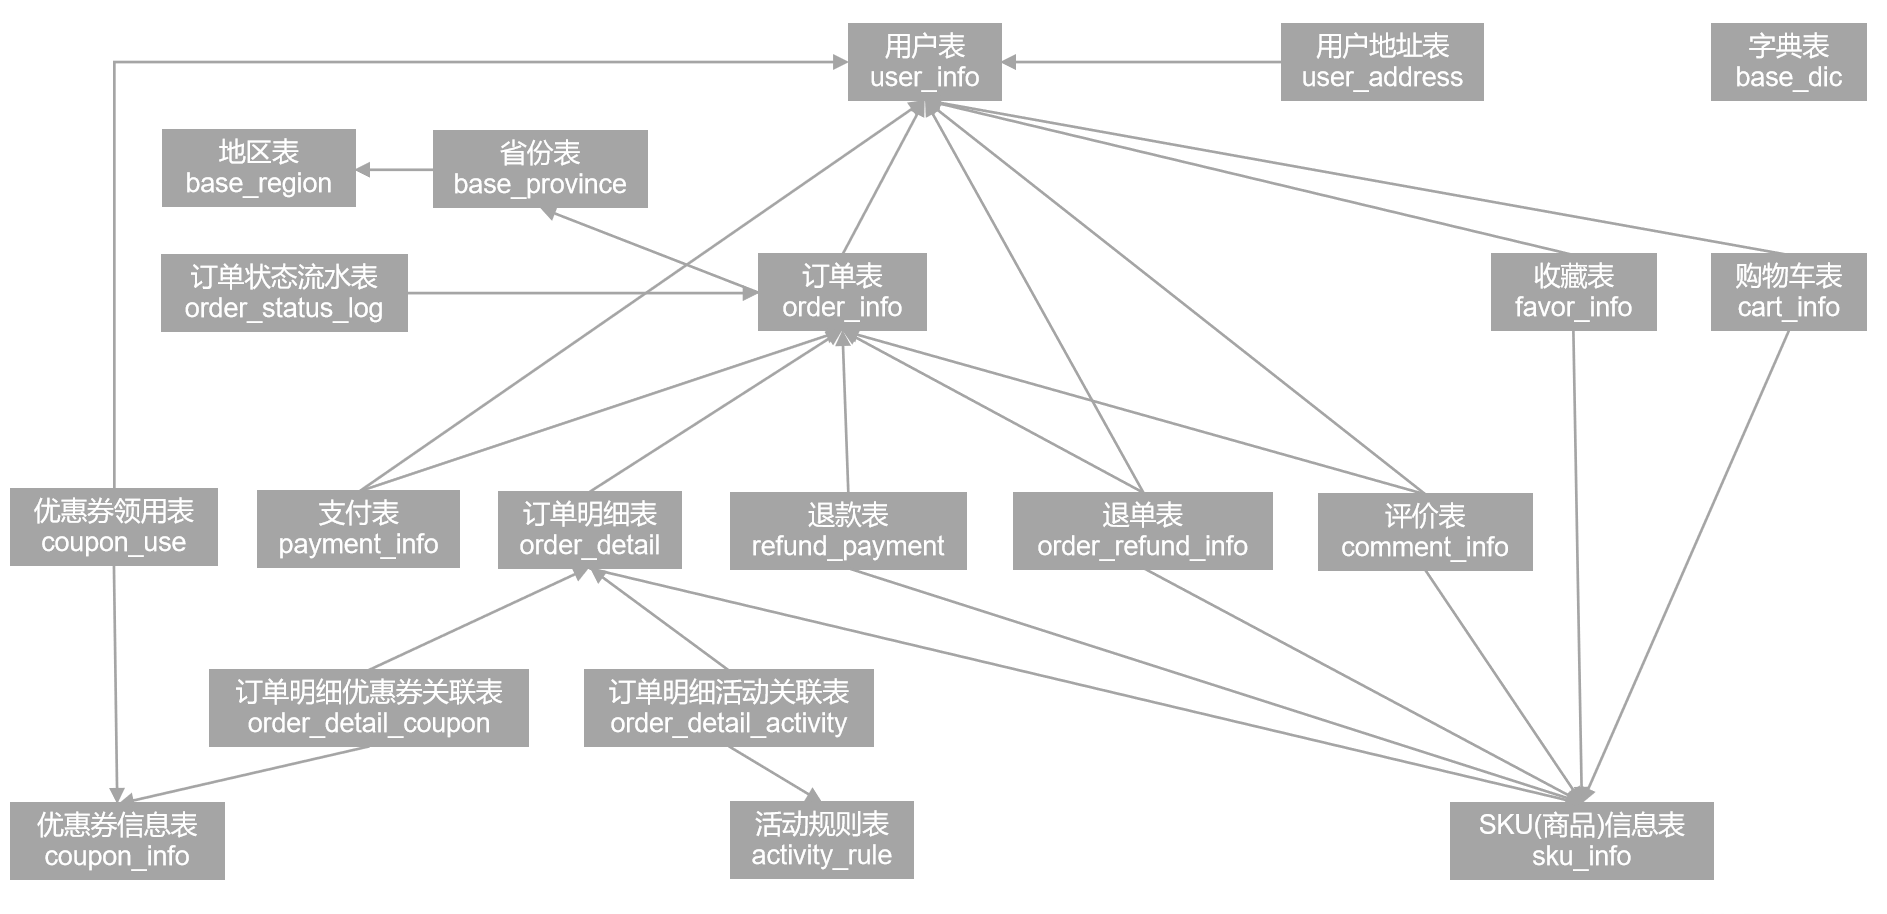 用户表
user_info
用户地址表
user_address
字典表
base_dic
地区表
base_region
省份表
base_province
订单状态流水表
order_status_log
订单表
order_info
收藏表
favor_info
购物车表
cart_info
优惠券领用表
coupon_use
支付表
payment_info
订单明细表
order_detail
退款表
refund_payment
退单表
order_refund_info
评价表
comment_info
订单明细优惠券关联表
order_detail_coupon
订单明细活动关联表
order_detail_activity
优惠券信息表
coupon_info
活动规则表
activity_rule
SKU(商品)信息表
sku_info